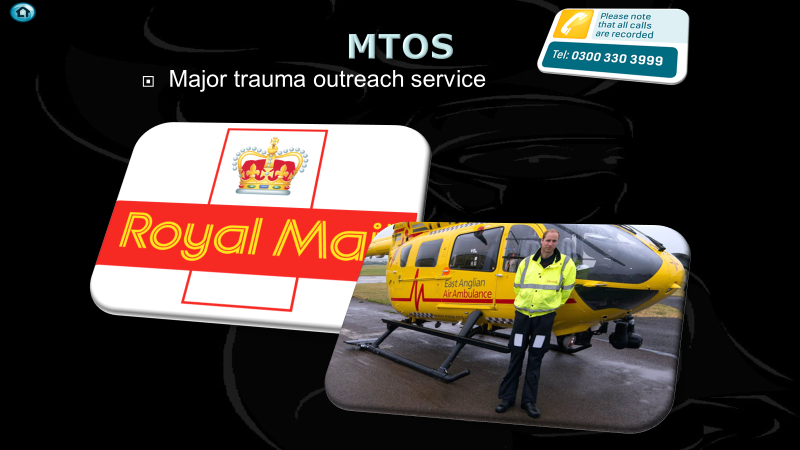 MTOS
Please note
that all calls
are recorded
Tel: 0300 330 3999
Major trauma outreach service
Royal Mai
East Anglian
Air Ambulance